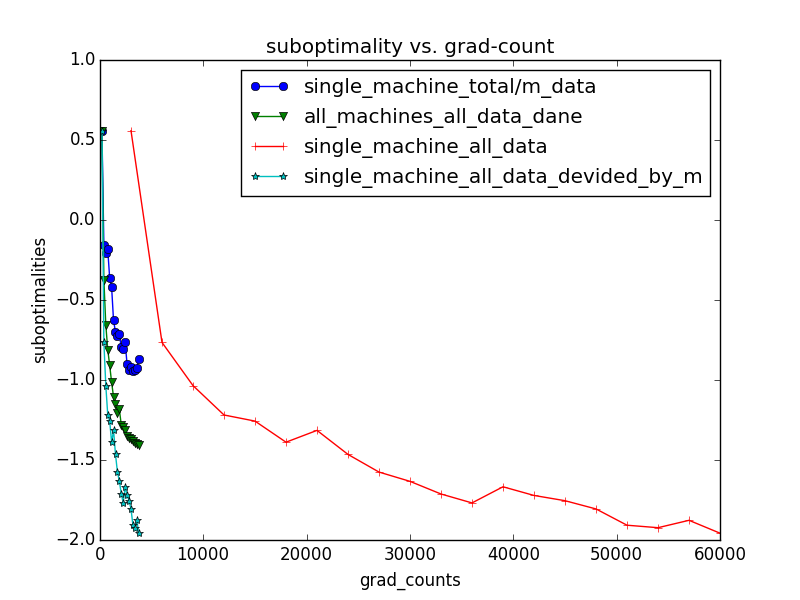 suboptimality vs. grad-count
1.0
0.5
0.0
−0.5
−1.0
−1.5
−2.0
suboptimalities
single_machine_total/m_data
all_machines_all_data_dane
single_machine_all_data
single_machine_all_data_devided_by_m
0 10000 20000 30000 40000 50000 60000
grad_counts